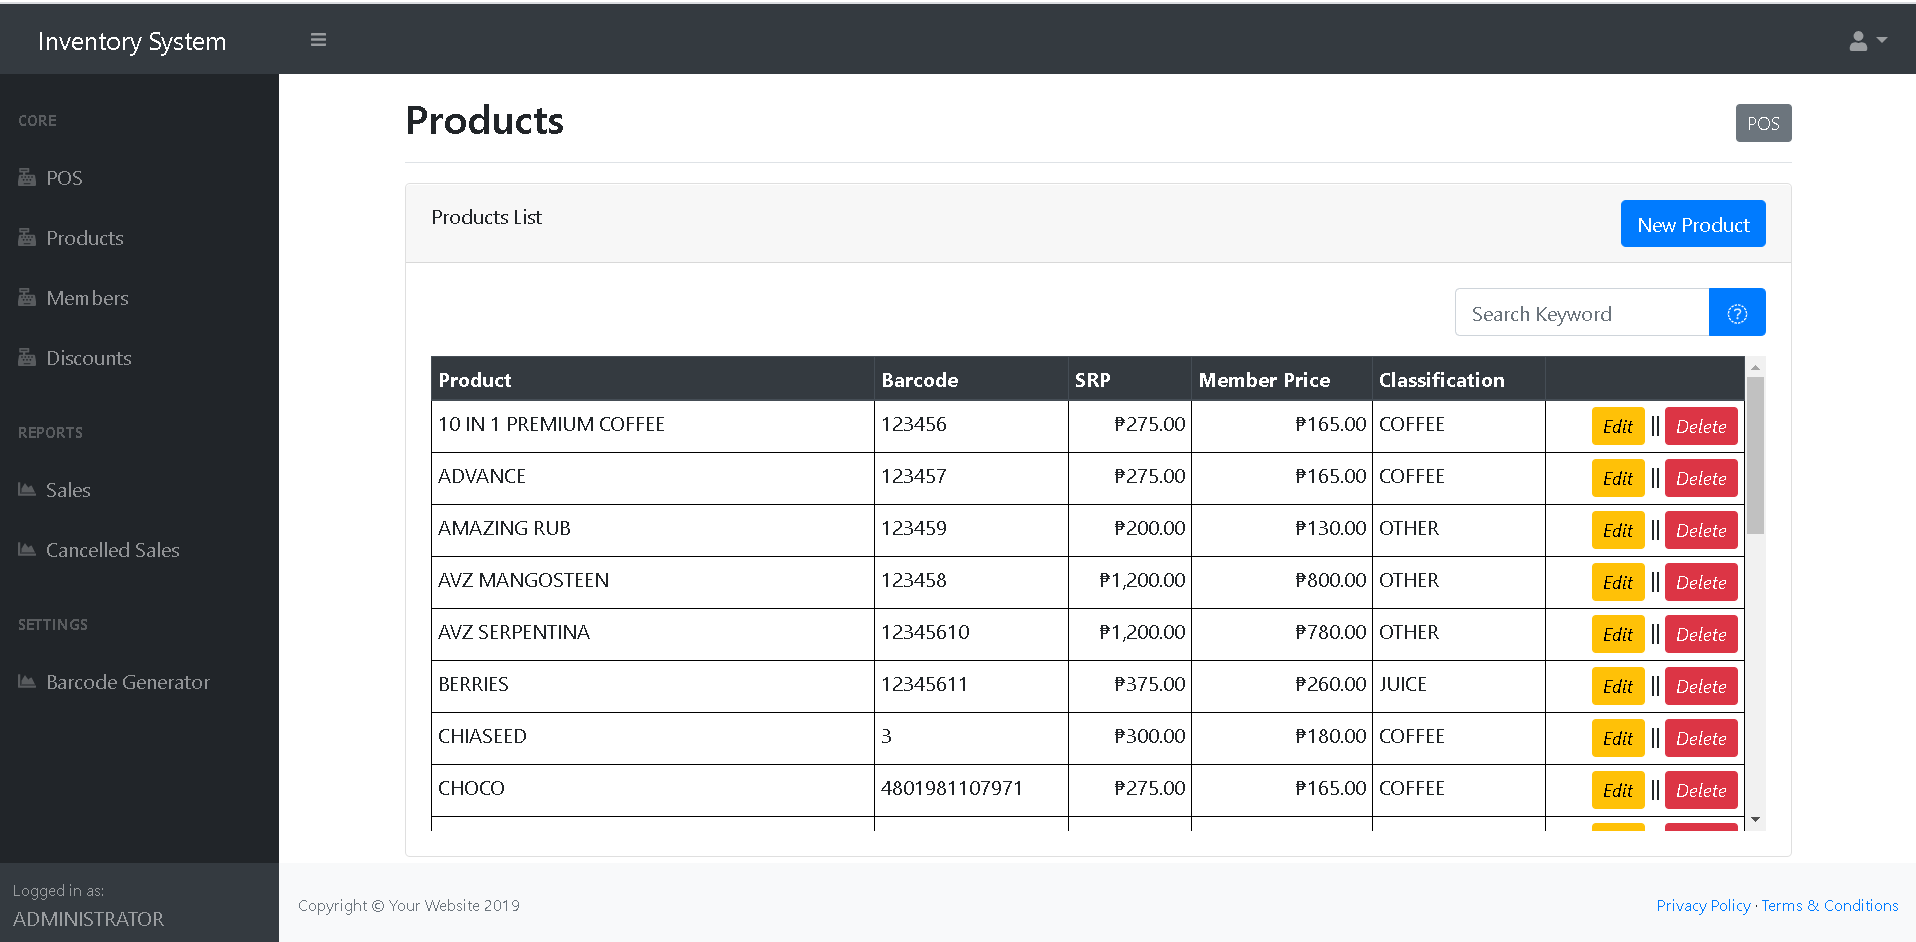 Inventory System
CORE
POS
Products
Members
Discounts
REPORTS
Sales
Cancelled Sales
SETTINGS
Barcode Generator
Logged in as:
ADMINISTRATOR
Products
POS
Products List
New Product
Search Keyword
Product Barcode SRP Member Price Classification
10 IN 1 PREMIUM COFFEE 123456 ₱275.00 ₱165.00 COFFEE Edit || Delete
ADVANCE 123457 ₱275.00 ₱165.00 COFFEE Edit || Delete
AMAZING RUB 123459 ₱200.00 ₱130.00 OTHER Edit || Delete
AVZ MANGOSTEEN 123458 ₱1,200.00 ₱800.00 OTHER Edit || Delete
AVZ SERPENTINA 12345610 ₱1,200.00 ₱780.00 OTHER Edit || Delete
BERRIES 12345611 ₱375.00 ₱260.00 JUICE Edit || Delete
CHIASEED 3 ₱300.00 ₱180.00 COFFEE Edit || Delete
CHOCO 4801981107971 ₱275.00 ₱165.00 COFFEE Edit || Delete
Copyright © Your Website 2019
Privacy Policy · Terms & Conditions